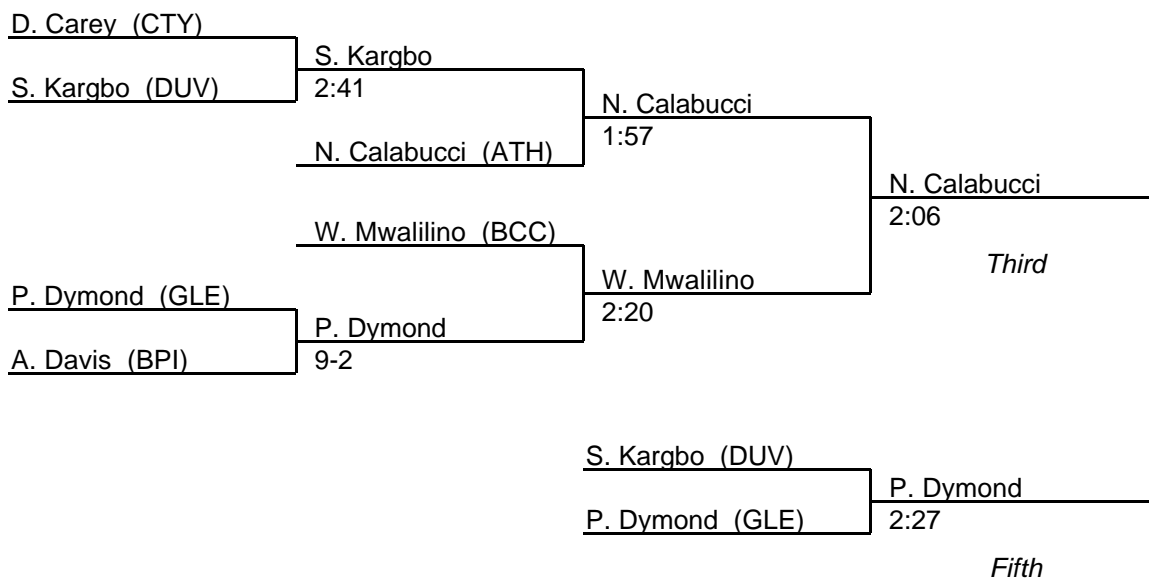 D. Carey (CTY)
S. Kargbo
S. Kargbo (DUV)
2:41
N. Calabucci
1:57
N. Calabucci (ATH)
N. Calabucci
2:06
W. Mwalilino (BCC)
Third
W. Mwalilino
P. Dymond (GLE)
2:20
P. Dymond
A. Davis (BPI)
9-2
S. Kargbo (DUV)
P. Dymond
P. Dymond (GLE)
2:27
Fifth